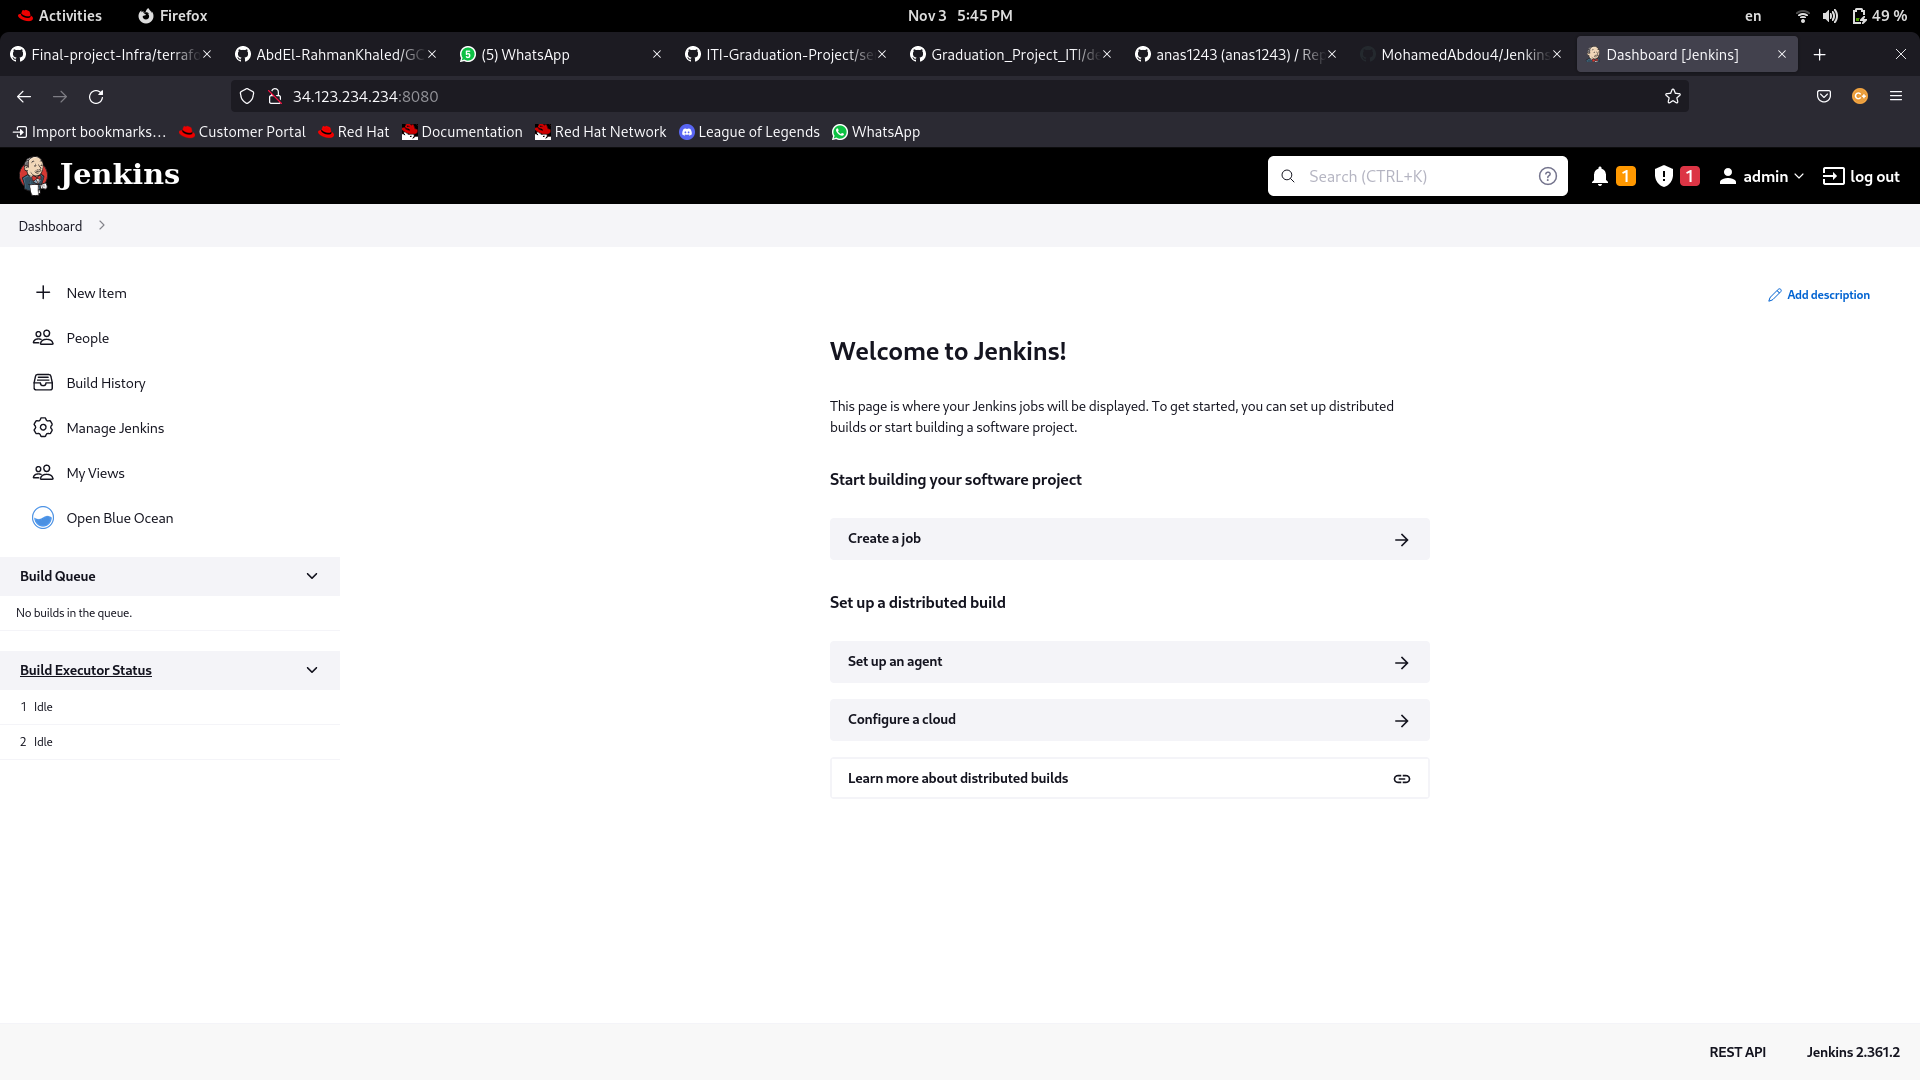 Activities Firefox Nov 3 5:45 PM en 49 %
Final-project-Infra/terrafo AbdEl-RahmanKhaled/GC (5) WhatsApp ITI-Graduation-Project/se Graduation_Project_ITI/de anas1243 (anas1243) / Rep MohamedAbdou4/Jenkins Dashboard [Jenkins]
34.123.234.234:8080
Import bookmarks... Customer Portal Red Hat Documentation Red Hat Network League of Legends WhatsApp
Jenkins Search (CTRL+K) 1 1 admin log out
Dashboard
New Item
People
Build History
Manage Jenkins
My Views
Open Blue Ocean
Build Queue
No builds in the queue.
Build Executor Status
1 Idle
2 Idle
Add description
Welcome to Jenkins!
This page is where your Jenkins jobs will be displayed. To get started, you can set up distributed
builds or start building a software project.
Start building your software project
Create a job
Set up a distributed build
Set up an agent
Configure a cloud
Learn more about distributed builds
REST API Jenkins 2.361.2